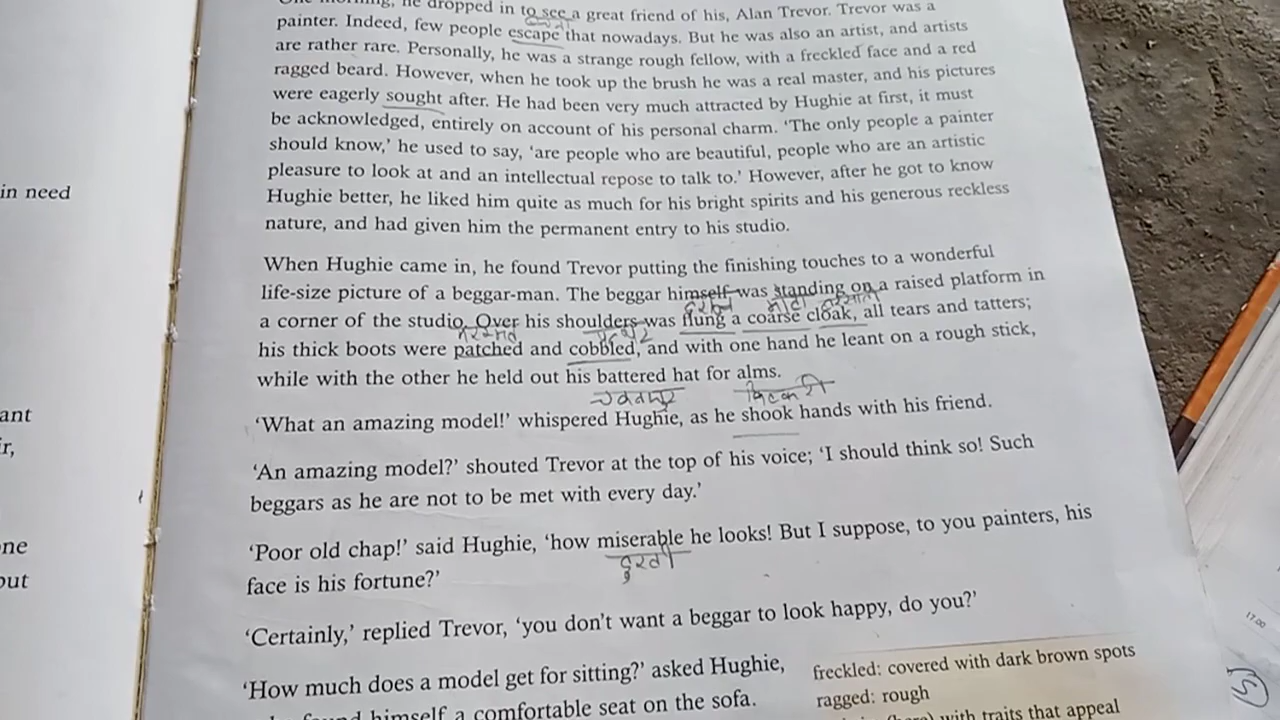 One morning, he dropped in to see a great friend of his, Alan Trevor. Trevor was a
painter. Indeed, few people escape that nowadays. But he was also an artist, and artists
are rather rare. Personally, he was a strange rough fellow, with a freckled face and a red
ragged beard. However, when he took up the brush he was a real master, and his pictures
were eagerly sought after. He had been very much attracted by Hughie at first, it must
be acknowledged, entirely on account of his personal charm. ‘The only people a painter
should know,’ he used to say, ‘are people who are beautiful, people who are an artistic
pleasure to look at and an intellectual repose to talk to.’ However, after he got to know
Hughie better, he liked him quite as much for his bright spirits and his generous reckless
nature, and had given him the permanent entry to his studio.
in need
When Hughie came in, he found Trevor putting the finishing touches to a wonderful
life-size picture of a beggar-man. The beggar himself was standing on a raised platform in
a corner of the studio. Over his shoulders was flung a coarse cloak, all tears and tatters;
his thick boots were patched and cobbled, and with one hand he leant on a rough stick,
while with the other he held out his battered hat for alms.
ant
‘What an amazing model!’ whispered Hughie, as he shook hands with his friend.
‘An amazing model?’ shouted Trevor at the top of his voice; ‘I should think so! Such
beggars as he are not to be met with every day.’
‘Poor old chap!’ said Hughie, ‘how miserable he looks! But I suppose, to you painters, his
दुखी
face is his fortune?’
‘Certainly,’ replied Trevor, ‘you don’t want a beggar to look happy, do you?’
‘How much does a model get for sitting?’ asked Hughie,
found himself a comfortable seat on the sofa.
freckled: covered with dark brown spots
ragged: rough
(here) with traits that appeal
17.00